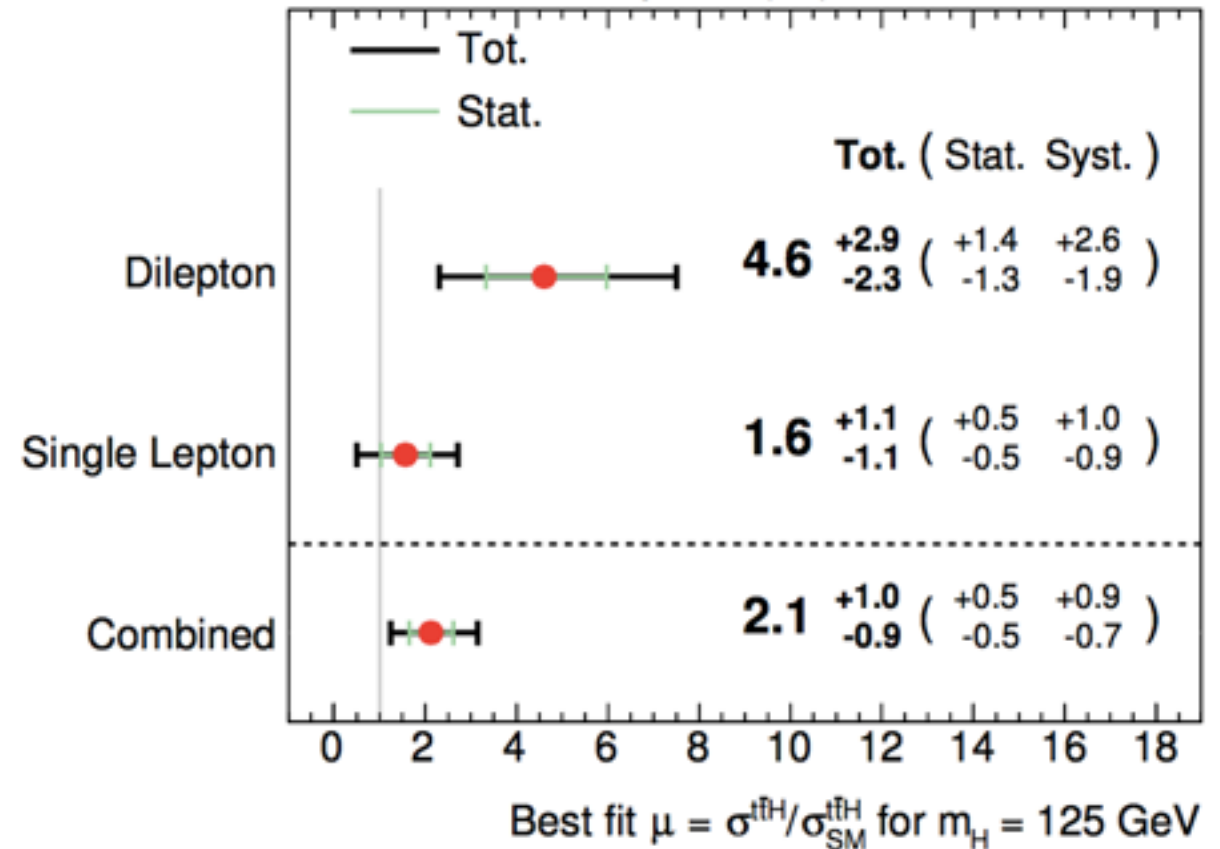 Tot.
Stat.
Tot. ( Stat. Syst. )
Dilepton 4.6 +2.9 -2.3 ( +1.4 -1.3 +2.6 -1.9 )
Single Lepton 1.6 +1.1 -1.1 ( +0.5 -0.5 +1.0 -0.9 )
Combined 2.1 +1.0 -0.9 ( +0.5 -0.5 +0.9 -0.7 )
0 2 4 6 8 10 12 14 16 18
Best fit μ = σ^tt̄H/σ^tt̄H_SM for m_H = 125 GeV